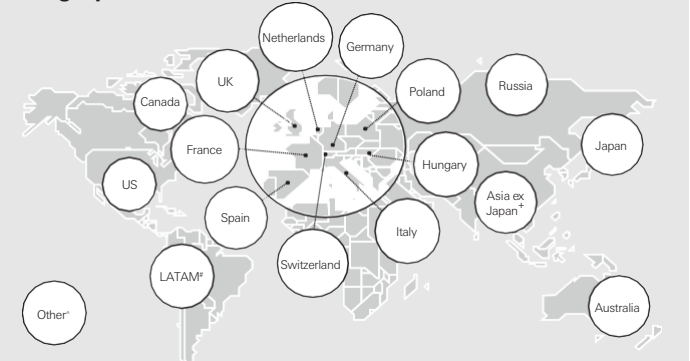 Netherlands
Germany
UK
Poland
Russia
Canada
France
Japan
Hungary
US
Asia ex
Japan+
Spain
Italy
Switzerland
LATAM#
Australia
Other^